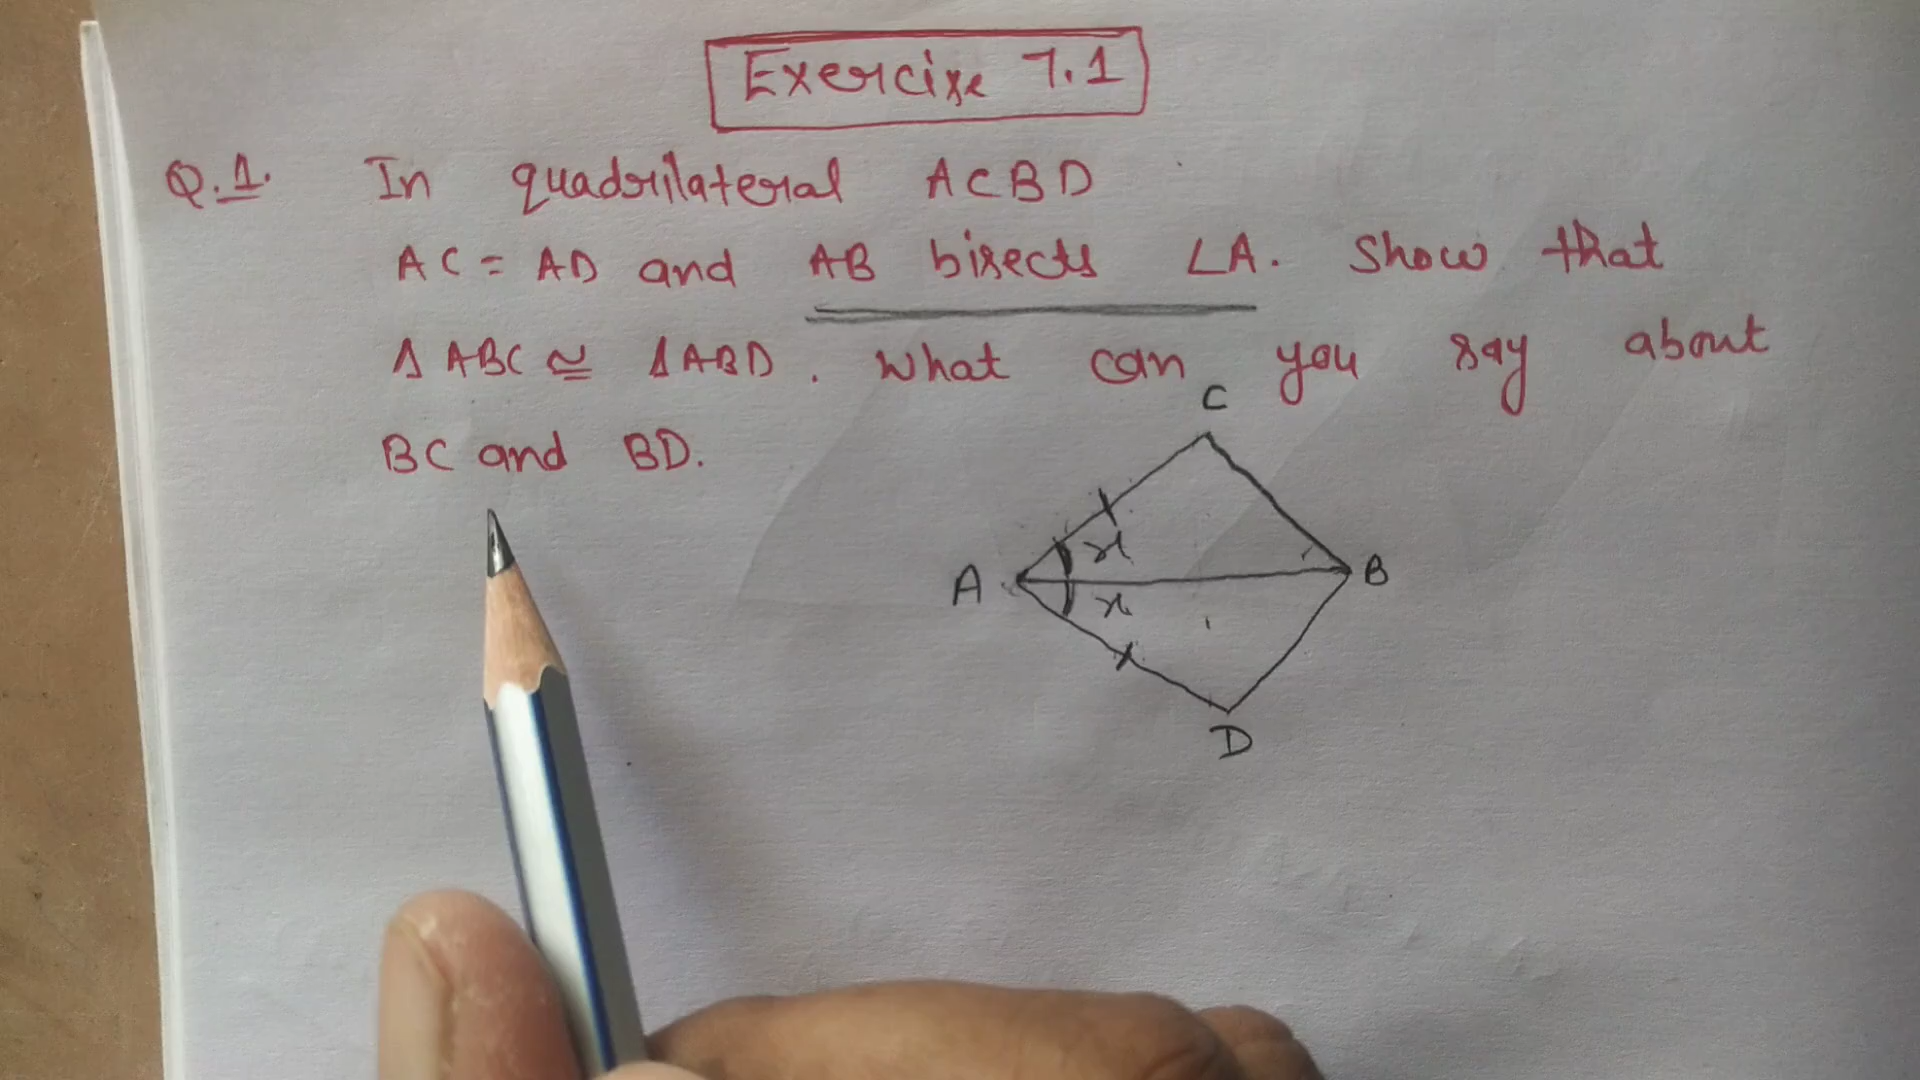 Exercise 7.1
Q.1. In quadrilateral ACBD
AC = AD and AB bisects ∠A. Show that
Δ ABC ≅ ΔABD. What can you say about
BC and BD.
C
x
A B
x
D